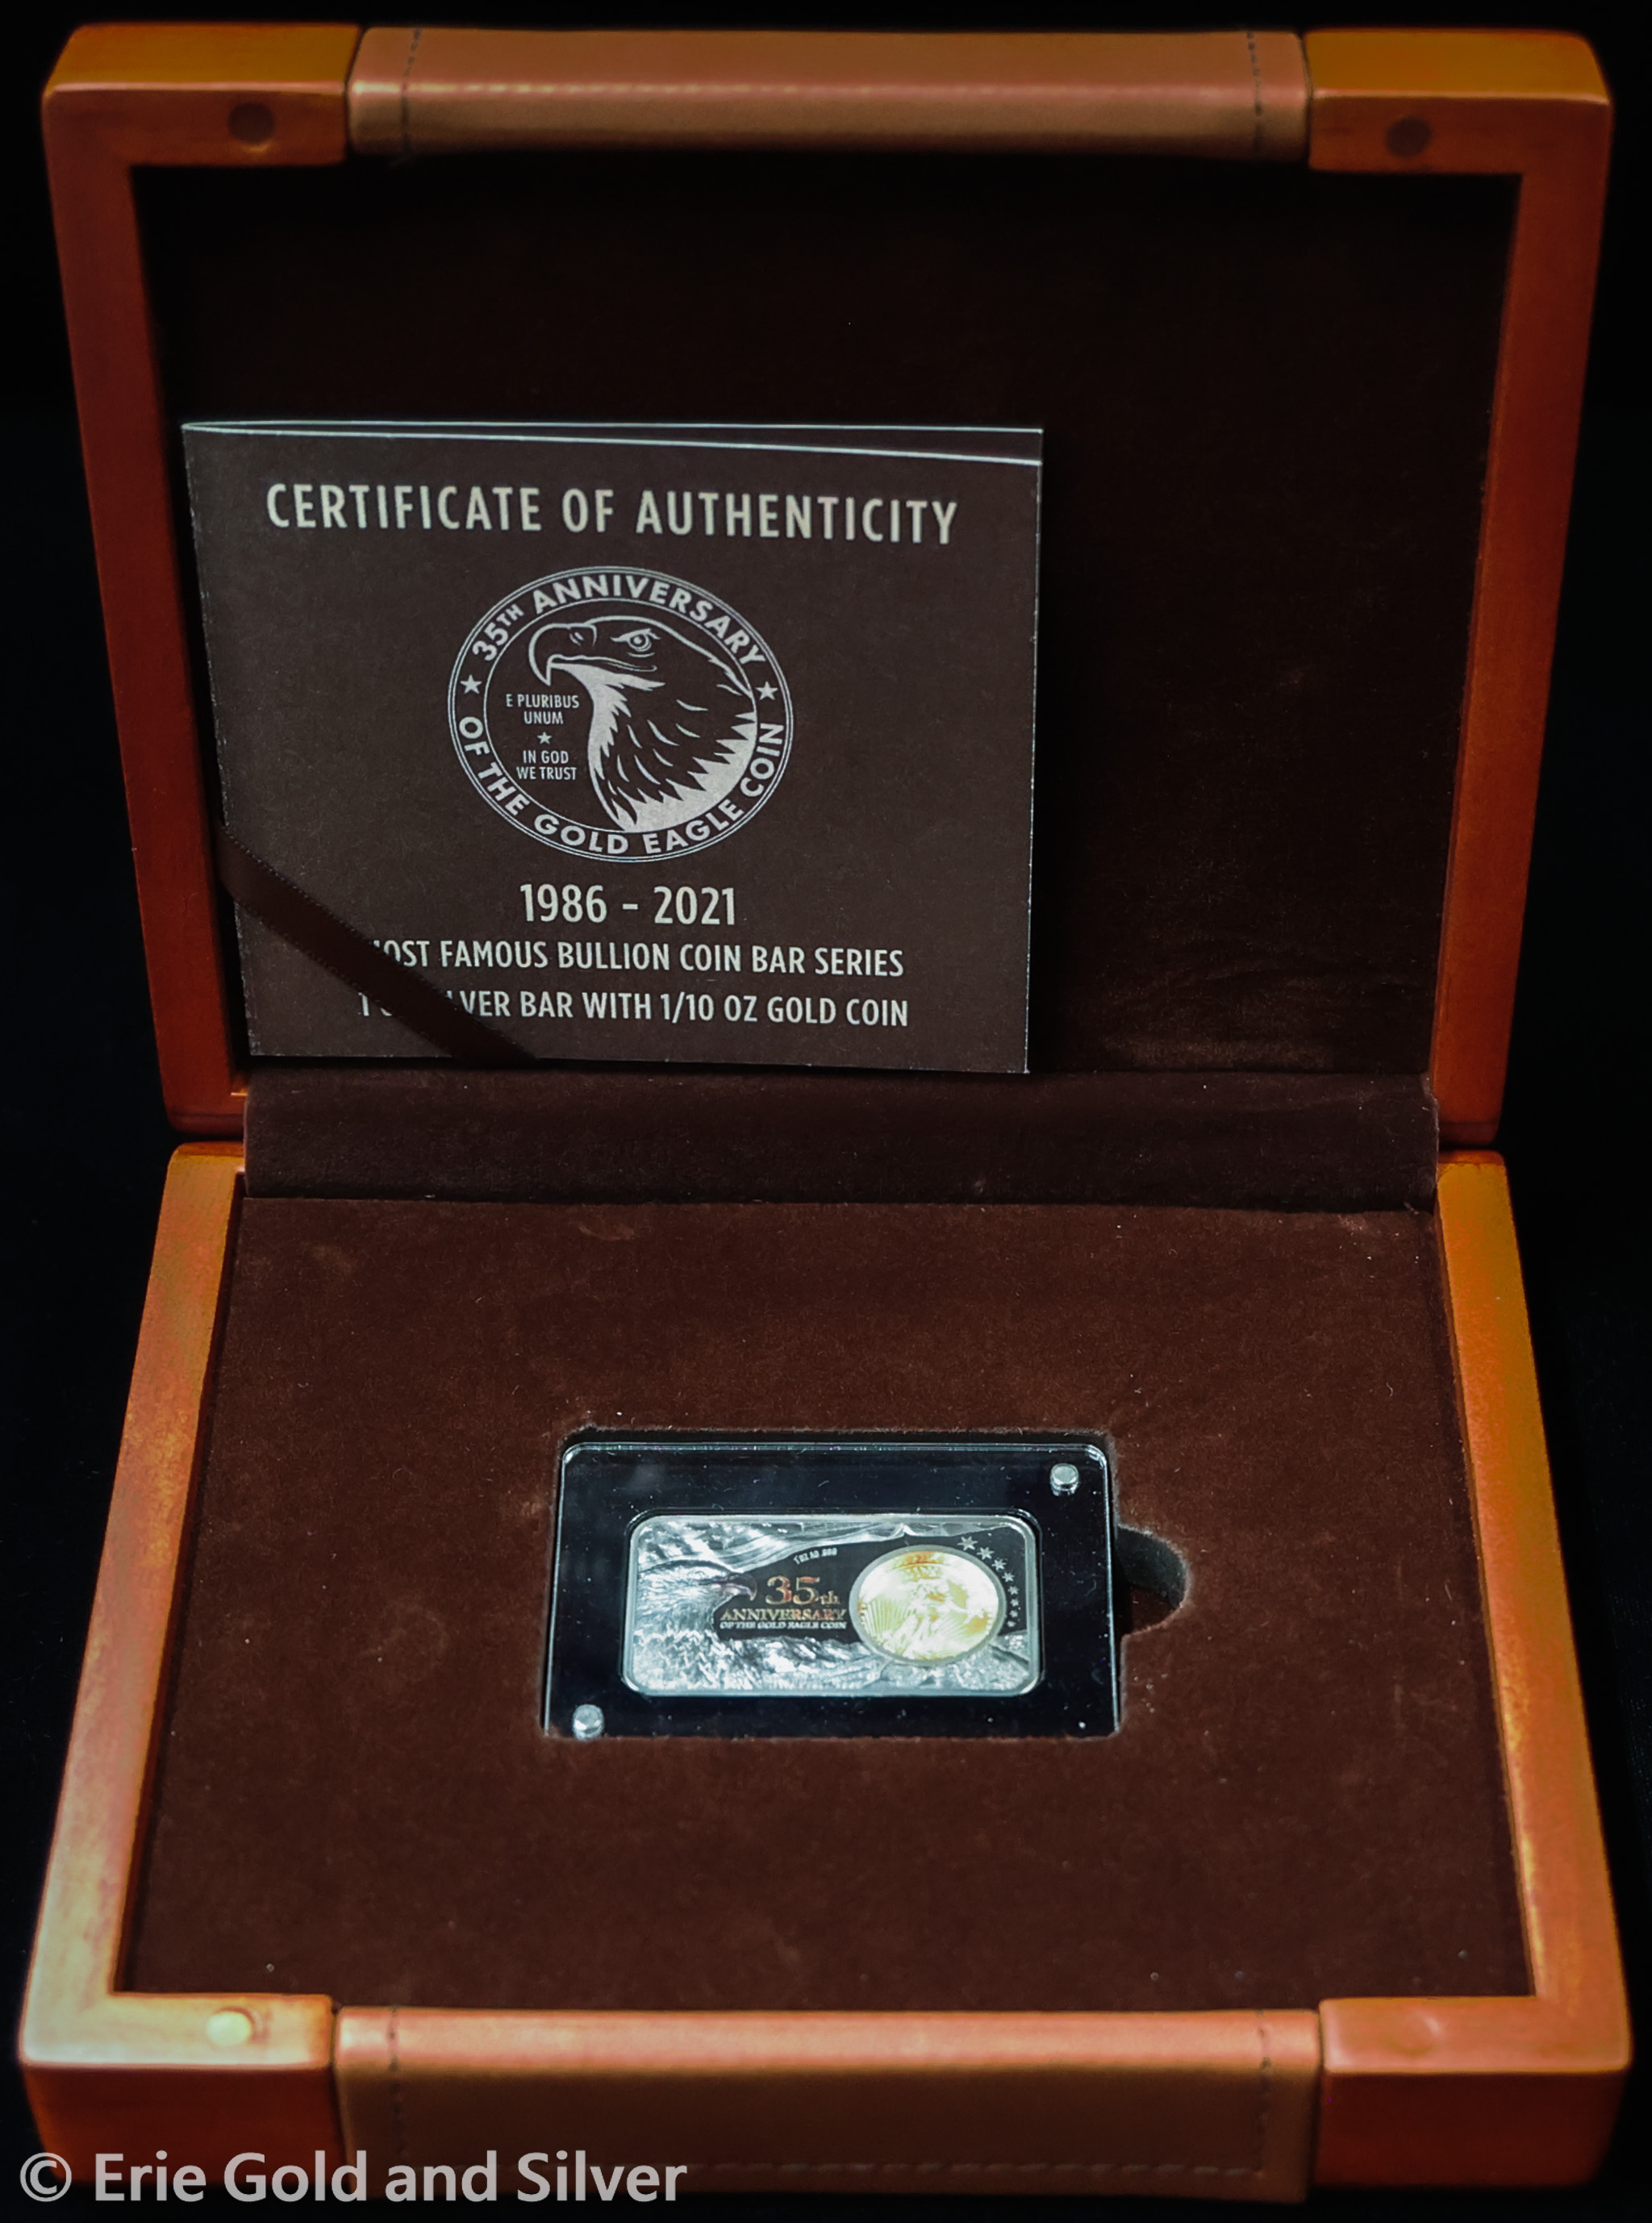 CERTIFICATE OF AUTHENTICITY
35TH ANNIVERSARY
OF THE GOLD EAGLE COIN
E PLURIBUS
UNUM
IN GOD
WE TRUST
1986 - 2021
FAMOUS BULLION COIN BAR SERIES
BAR WITH 1/10 OZ GOLD COIN
35th
ANNIVERSARY
OF THE GOLD EAGLE COIN
© Erie Gold and Silver